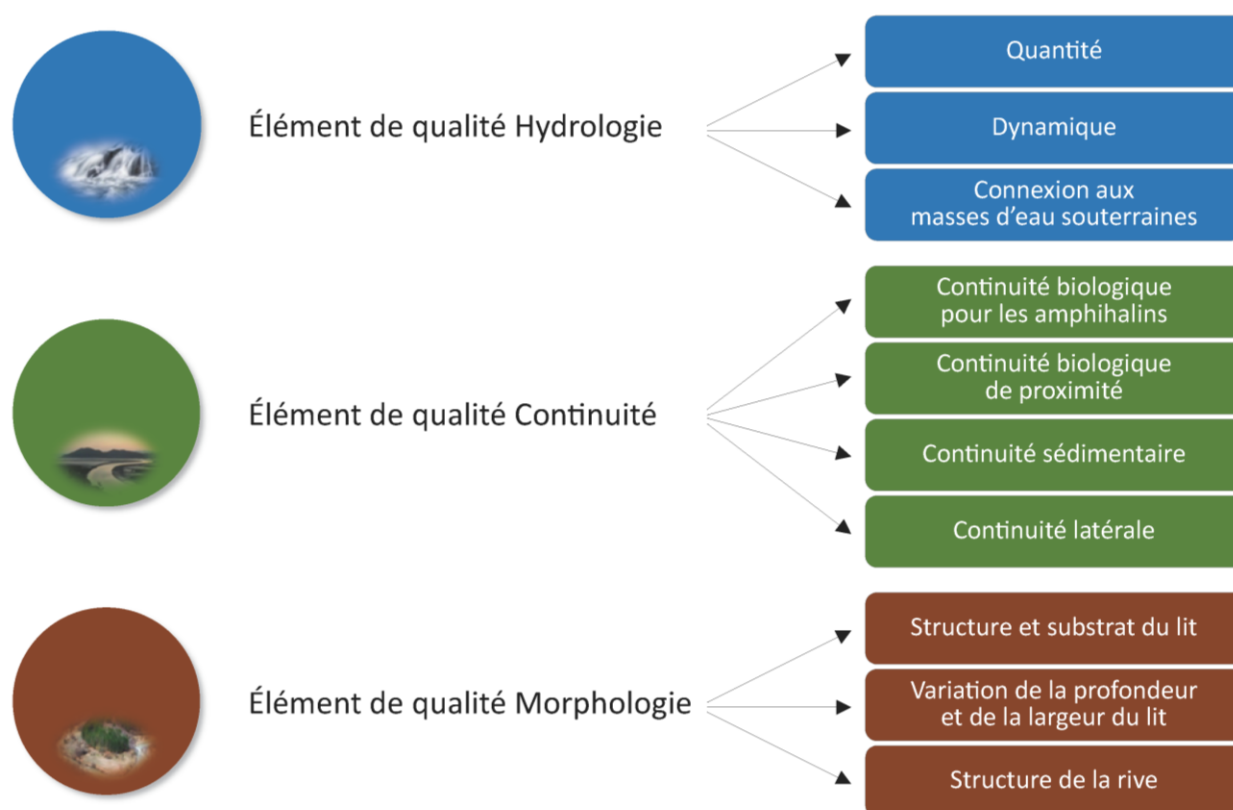 Élément de qualité Hydrologie
Quantité
Dynamique
Connexion aux
masses d'eau souterraines
Élément de qualité Continuité
Continuité biologique
pour les amphihalins
Continuité biologique
de proximité
Continuité sédimentaire
Continuité latérale
Élément de qualité Morphologie
Structure et substrat du lit
Variation de la profondeur
et de la largeur du lit
Structure de la rive